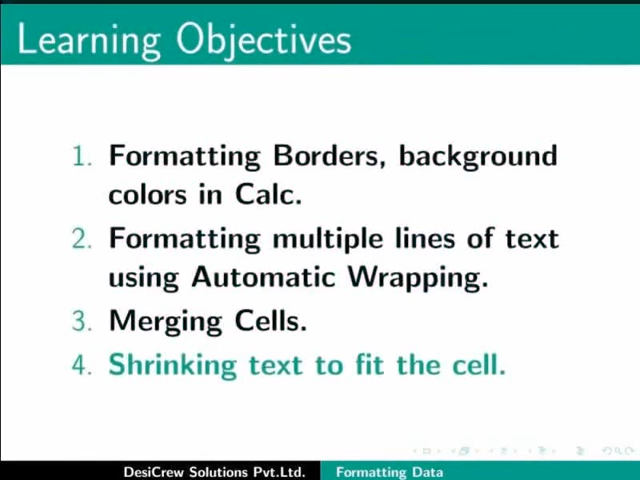 Learning Objectives
1. Formatting Borders, background
colors in Calc.
2. Formatting multiple lines of text
using Automatic Wrapping.
3. Merging Cells.
4. Shrinking text to fit the cell.
DesiCrew Solutions Pvt.Ltd. Formatting Data